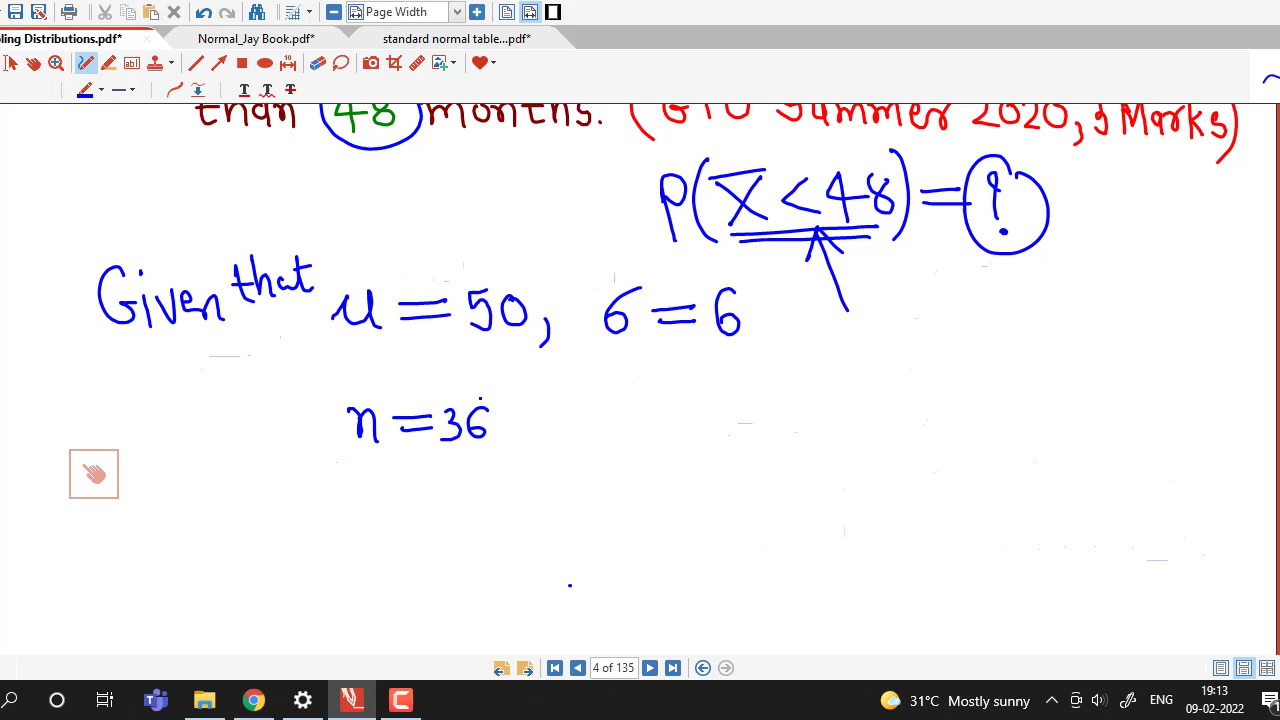 Page Width
ling Distributions.pdf*
Normal_Jay Book.pdf*
standard normal table...pdf*
than 48 months. (GTU Summer 2020, 3 Marks)
P(X̅ < 48) = ?
Given that μ = 50, σ = 6
n = 36
4 of 135
31°C Mostly sunny
ENG
19:13
09-02-2022